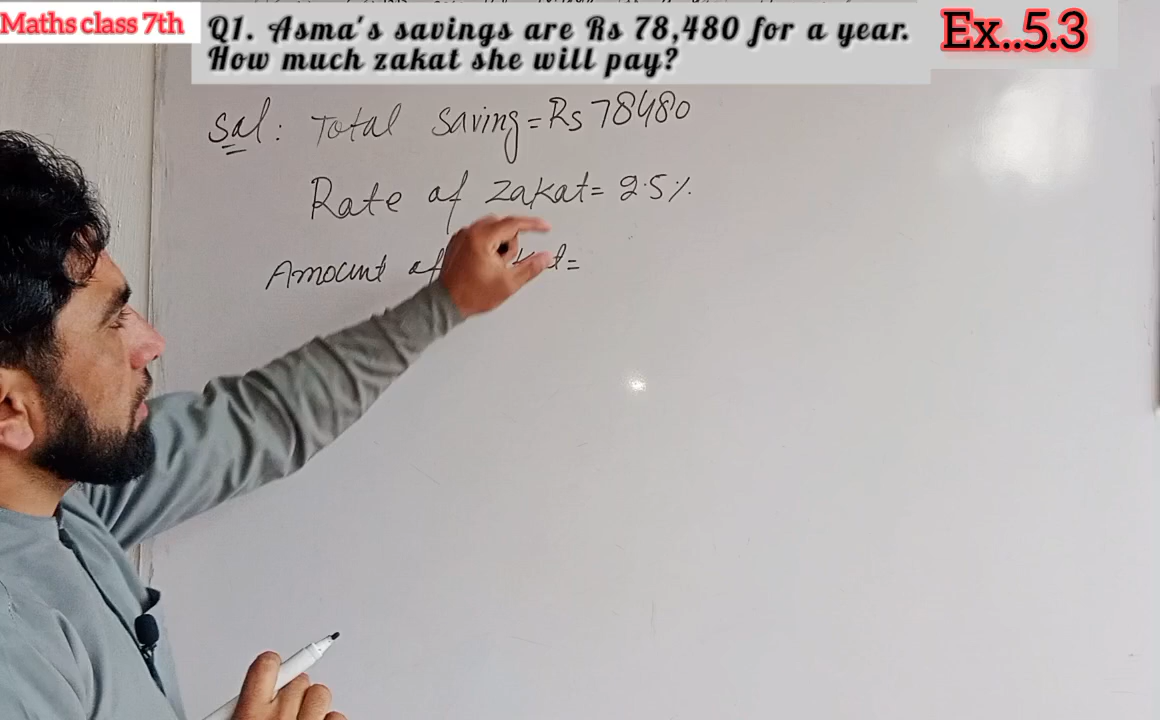 Maths class 7th
Q1. Asma's savings are Rs 78,480 for a year.
How much zakat she will pay?
Ex..5.3
Sol: Total saving = Rs 78480
Rate of zakat = 2.5%
Amount of =